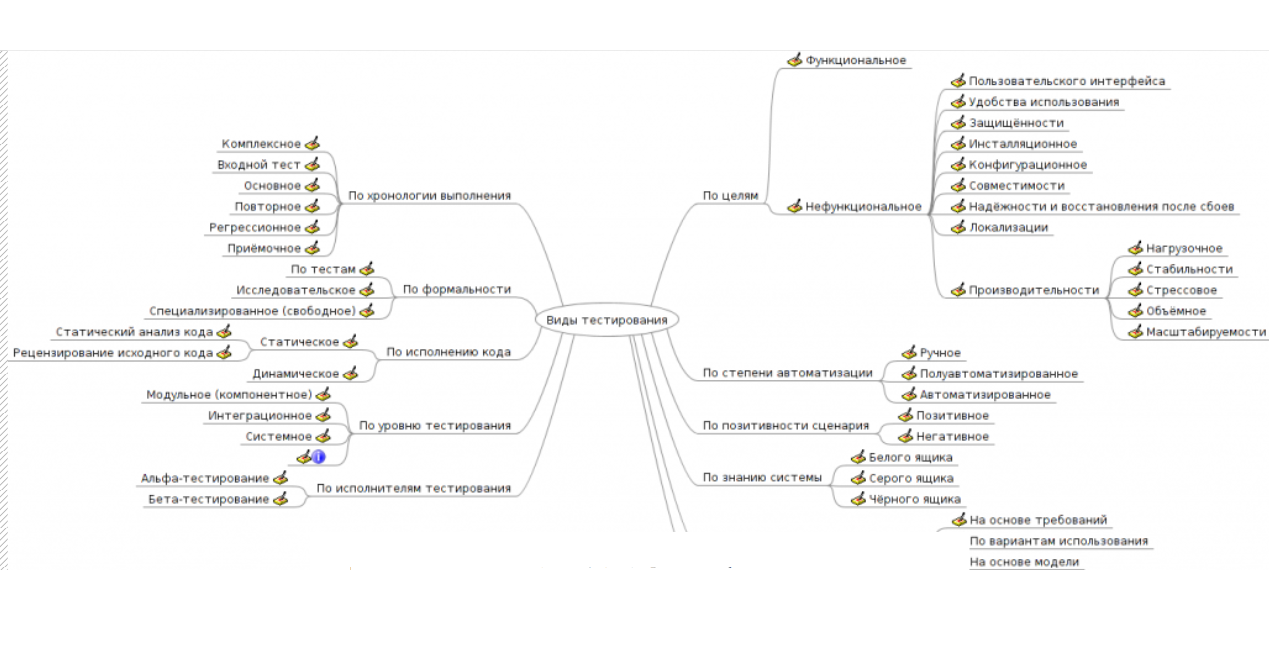 Виды тестирования
По хронологии выполнения
Комплексное
Входной тест
Основное
Повторное
Регрессионное
Приёмочное
По формальности
По тестам
Исследовательское
Специализированное (свободное)
По исполнению кода
Статическое
Статический анализ кода
Рецензирование исходного кода
Динамическое
По уровню тестирования
Модульное (компонентное)
Интеграционное
Системное
По исполнителям тестирования
Альфа-тестирование
Бета-тестирование
По целям
Функциональное
Нефункциональное
Пользовательского интерфейса
Удобства использования
Защищённости
Инсталляционное
Конфигурационное
Совместимости
Надёжности и восстановления после сбоев
Локализации
Производительности
Нагрузочное
Стабильности
Стрессовое
Объёмное
Масштабируемости
По степени автоматизации
Ручное
Полуавтоматизированное
Автоматизированное
По позитивности сценария
Позитивное
Негативное
По знанию системы
Белого ящика
Серого ящика
Чёрного ящика
На основе требований
По вариантам использования
На основе модели